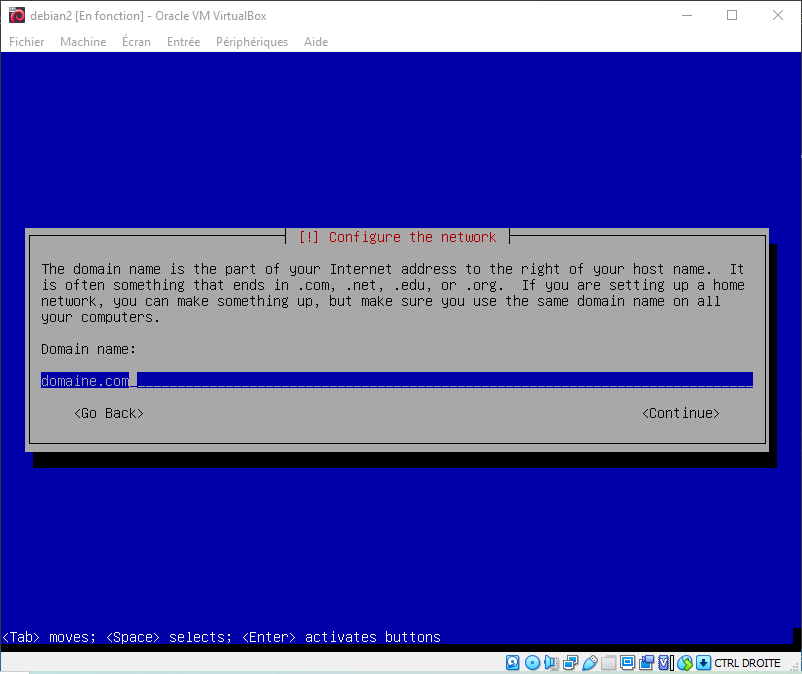 debian2 [En fonction] - Oracle VM VirtualBox
Fichier Machine Écran Entrée Périphériques Aide
[!] Configure the network
The domain name is the part of your Internet address to the right of your host name. It
is often something that ends in .com, .net, .edu, or .org. If you are setting up a home
network, you can make something up, but make sure you use the same domain name on all
your computers.
Domain name:
domaine.com
<Go Back> <Continue>
<Tab> moves; <Space> selects; <Enter> activates buttons
CTRL DROITE